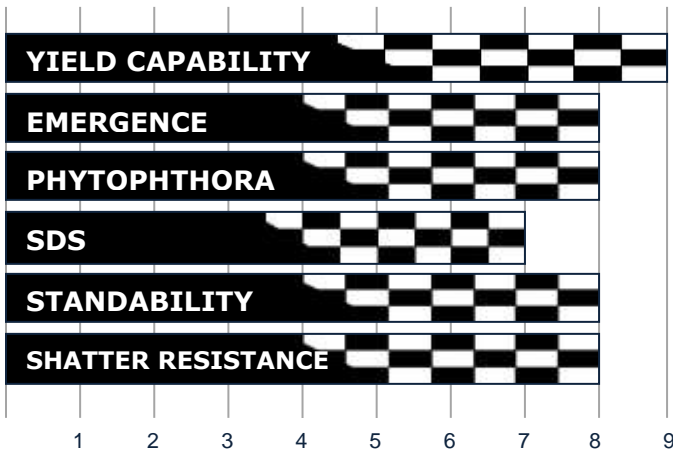 YIELD CAPABILITY
EMERGENCE
PHYTOPHTHORA
SDS
STANDABILITY
SHATTER RESISTANCE
1 2 3 4 5 6 7 8 9